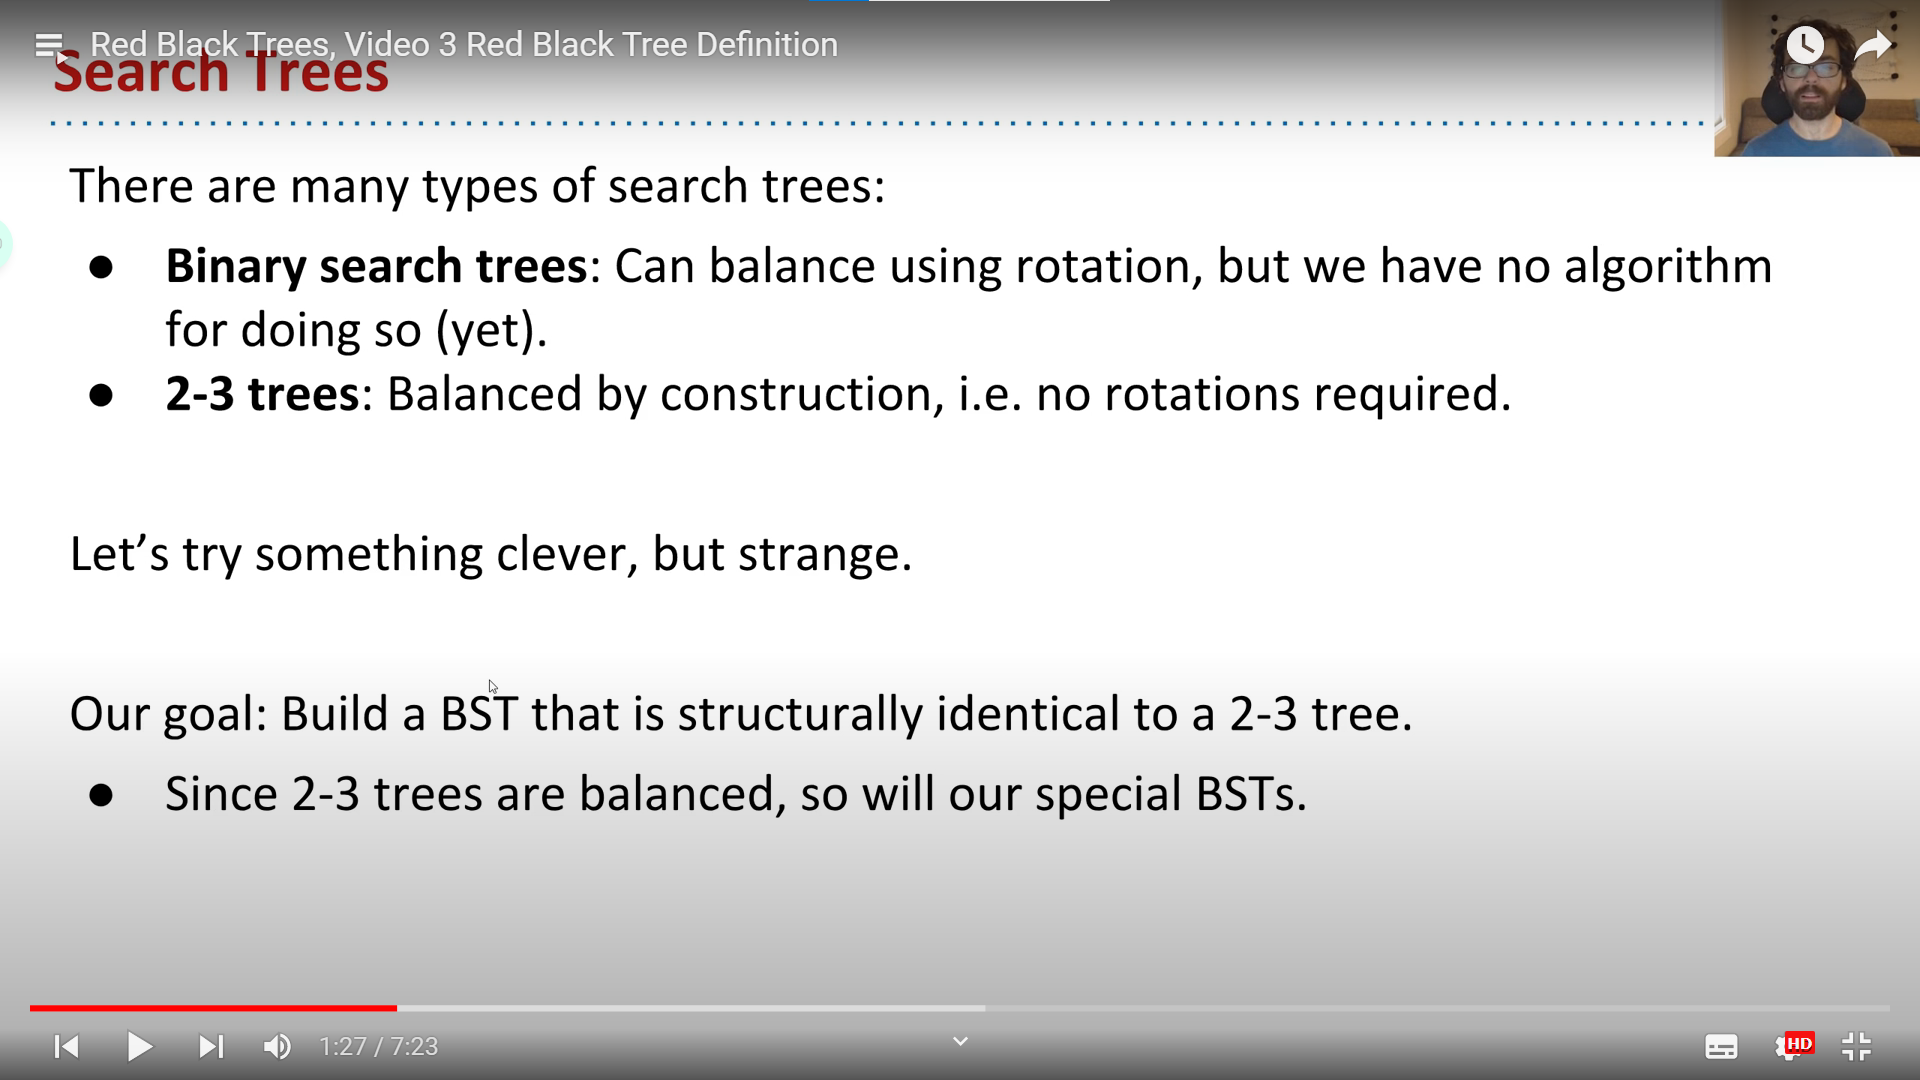 Red Black Trees, Video 3 Red Black Tree Definition
Search Trees
There are many types of search trees:
● Binary search trees: Can balance using rotation, but we have no algorithm
for doing so (yet).
● 2-3 trees: Balanced by construction, i.e. no rotations required.
Let’s try something clever, but strange.
Our goal: Build a BST that is structurally identical to a 2-3 tree.
● Since 2-3 trees are balanced, so will our special BSTs.
1:27 / 7:23
HD